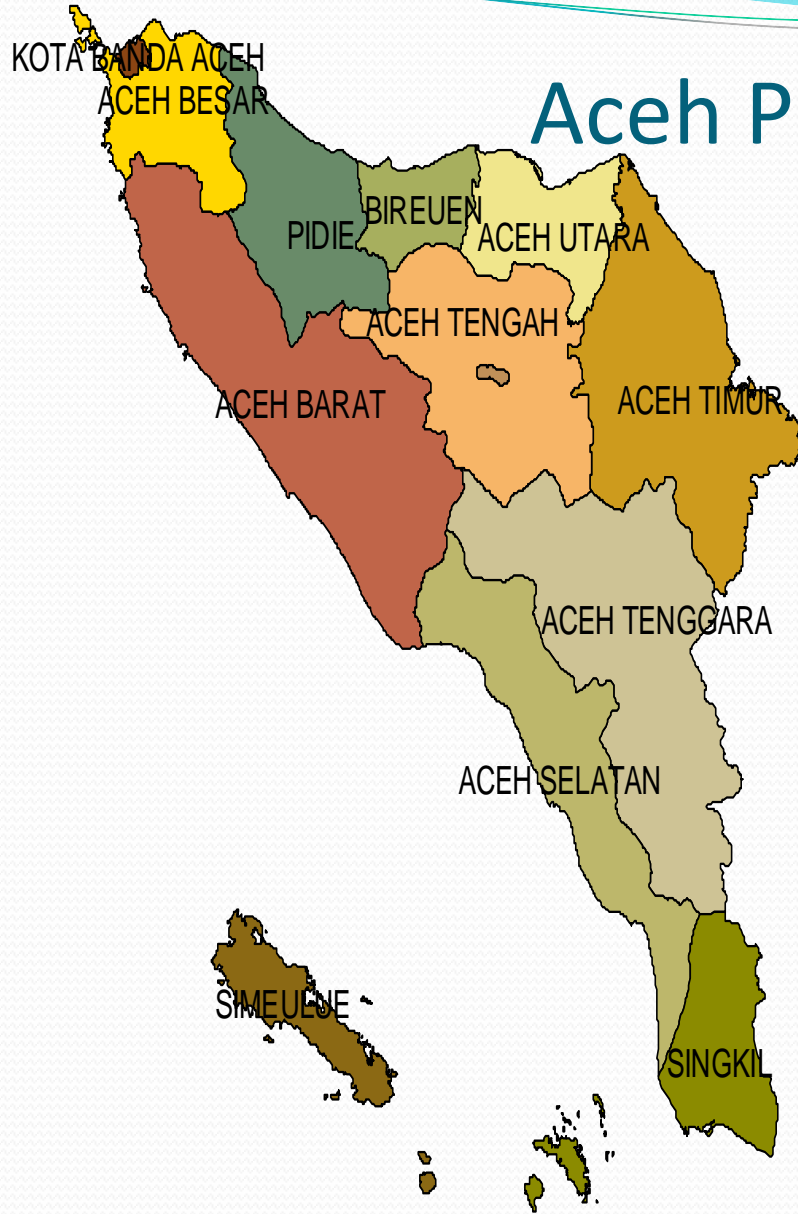 KOTA BANDA ACEH
ACEH BESAR
Aceh P
BIREUEN
PIDIE
ACEH UTARA
ACEH TENGAH
ACEH BARAT
ACEH TIMUR
ACEH TENGGARA
ACEH SELATAN
SIMEULUE
SINGKIL